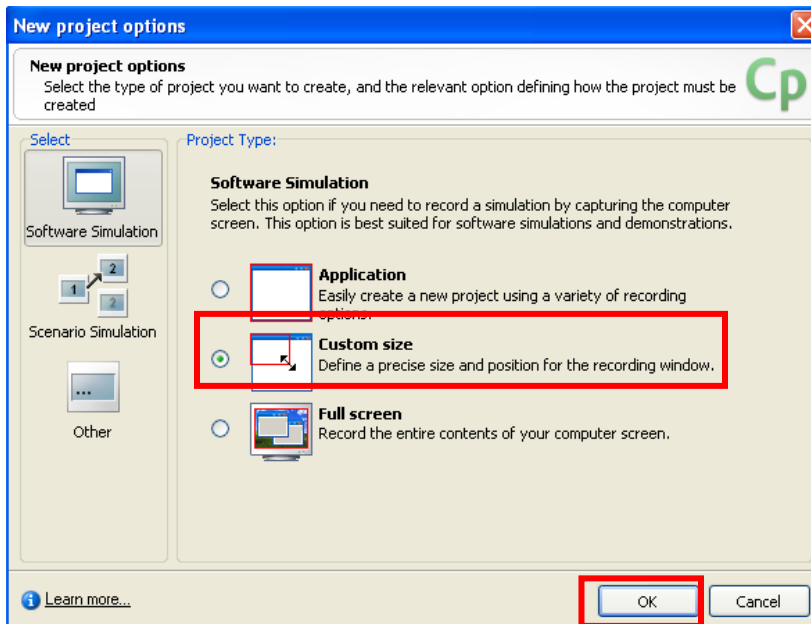 New project options
New project options
Select the type of project you want to create, and the relevant option defining how the project must be
created
Cp
Select
Software Simulation
1
2
2
Scenario Simulation
...
Other
Project Type:
Software Simulation
Select this option if you need to record a simulation by capturing the computer
screen. This option is best suited for software simulations and demonstrations.
Application
Easily create a new project using a variety of recording
options.
Custom size
Define a precise size and position for the recording window.
Full screen
Record the entire contents of your computer screen.
Learn more...
OK
Cancel